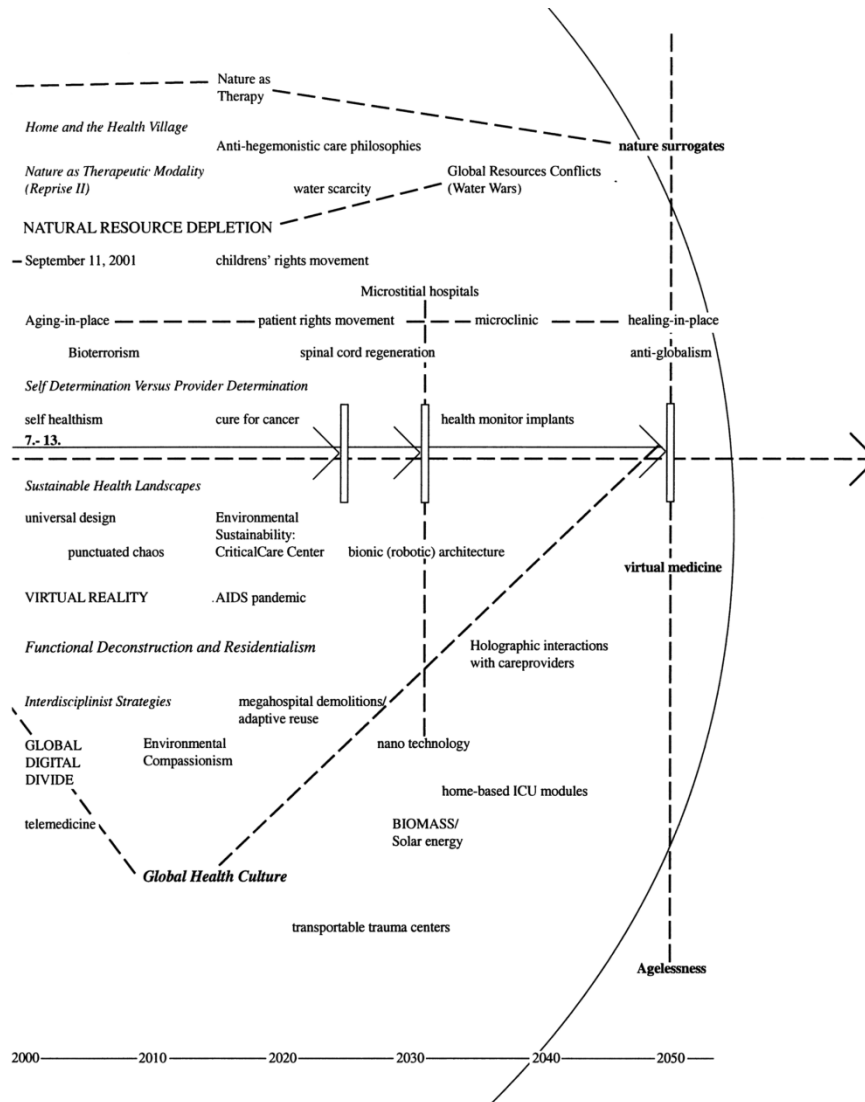 Nature as
Therapy
Home and the Health Village
Anti-hegemonistic care philosophies
nature surrogates
Nature as Therapeutic Modality
(Reprise II)
water scarcity
Global Resources Conflicts
(Water Wars)
NATURAL RESOURCE DEPLETION
September 11, 2001
childrens' rights movement
Microstitial hospitals
Aging-in-place
patient rights movement
microclinic
healing-in-place
Bioterrorism
spinal cord regeneration
anti-globalism
Self Determination Versus Provider Determination
self healthism
cure for cancer
health monitor implants
7.- 13.
Sustainable Health Landscapes
universal design
Environmental
Sustainability:
CriticalCare Center
punctuated chaos
bionic (robotic) architecture
virtual medicine
VIRTUAL REALITY
.AIDS pandemic
Functional Deconstruction and Residentialism
Holographic interactions
with careproviders
Interdisciplinist Strategies
megahospital demolitions/
adaptive reuse
GLOBAL
DIGITAL
DIVIDE
Environmental
Compassionism
nano technology
home-based ICU modules
telemedicine
BIOMASS/
Solar energy
Global Health Culture
transportable trauma centers
Agelessness
2000 2010 2020 2030 2040 2050